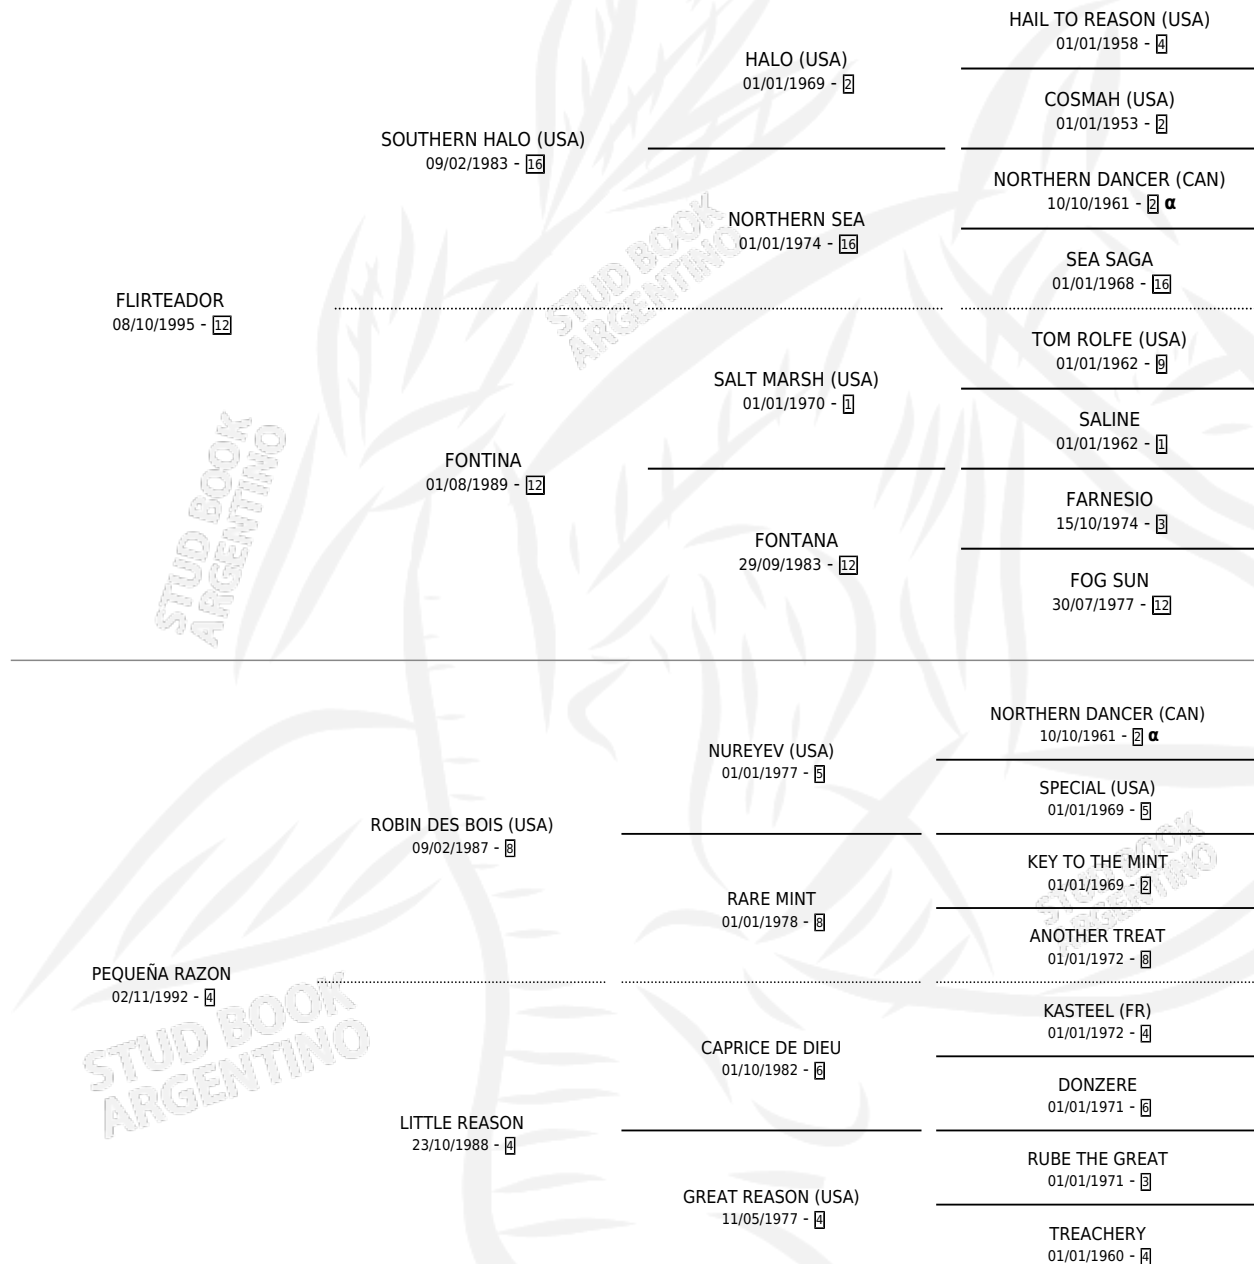 HAIL TO REASON (USA)
01/01/1958 - 4
HALO (USA)
01/01/1969 - 2
COSMAH (USA)
01/01/1953 - 2
SOUTHERN HALO (USA)
09/02/1983 - 16
NORTHERN DANCER (CAN)
10/10/1961 - 2 α
NORTHERN SEA
01/01/1974 - 16
SEA SAGA
01/01/1968 - 16
STUD BOOK
ARGENTINO
FLIRTEADOR
08/10/1995 - 12
TOM ROLFE (USA)
01/01/1962 - 9
SALT MARSH (USA)
01/01/1970 - 1
SALINE
01/01/1962 - 1
FONTINA
01/08/1989 - 12
FARNESIO
15/10/1974 - 3
FONTANA
29/09/1983 - 12
FOG SUN
30/07/1977 - 12
STUD BOOK
ARGENTINO
NORTHERN DANCER (CAN)
10/10/1961 - 2 α
NUREYEV (USA)
01/01/1977 - 5
SPECIAL (USA)
01/01/1969 - 5
ROBIN DES BOIS (USA)
09/02/1987 - 8
KEY TO THE MINT
01/01/1969 - 2
STUD BOOK
ARGENTINO
RARE MINT
01/01/1978 - 8
ANOTHER TREAT
01/01/1972 - 8
PEQUEÑA RAZON
02/11/1992 - 4
STUD BOOK
ARGENTINO
KASTEEL (FR)
01/01/1972 - 4
CAPRICE DE DIEU
01/10/1982 - 6
DONZERE
01/01/1971 - 6
LITTLE REASON
23/10/1988 - 4
RUBE THE GREAT
01/01/1971 - 3
GREAT REASON (USA)
11/05/1977 - 4
TREACHERY
01/01/1960 - 4